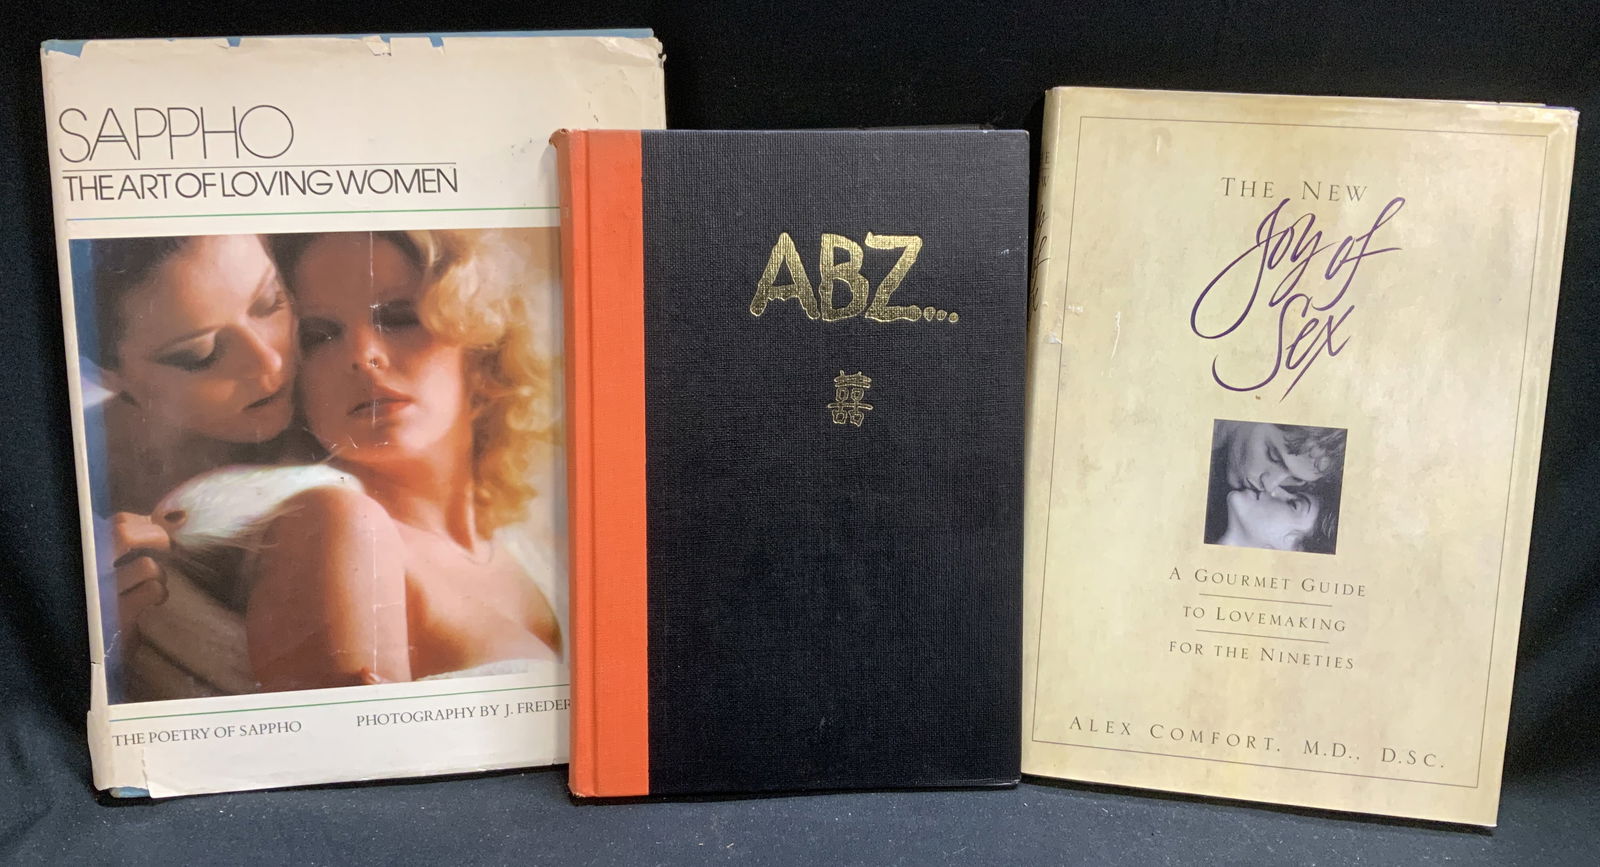 SAPPHO
THE ART OF LOVING WOMEN
THE POETRY OF SAPPHO
PHOTOGRAPHY BY J. FREDER
ABZ...
囍
THE NEW
Joy of
Sex
A GOURMET GUIDE
TO LOVEMAKING
FOR THE NINETIES
ALEX COMFORT, M.D., D.SC.